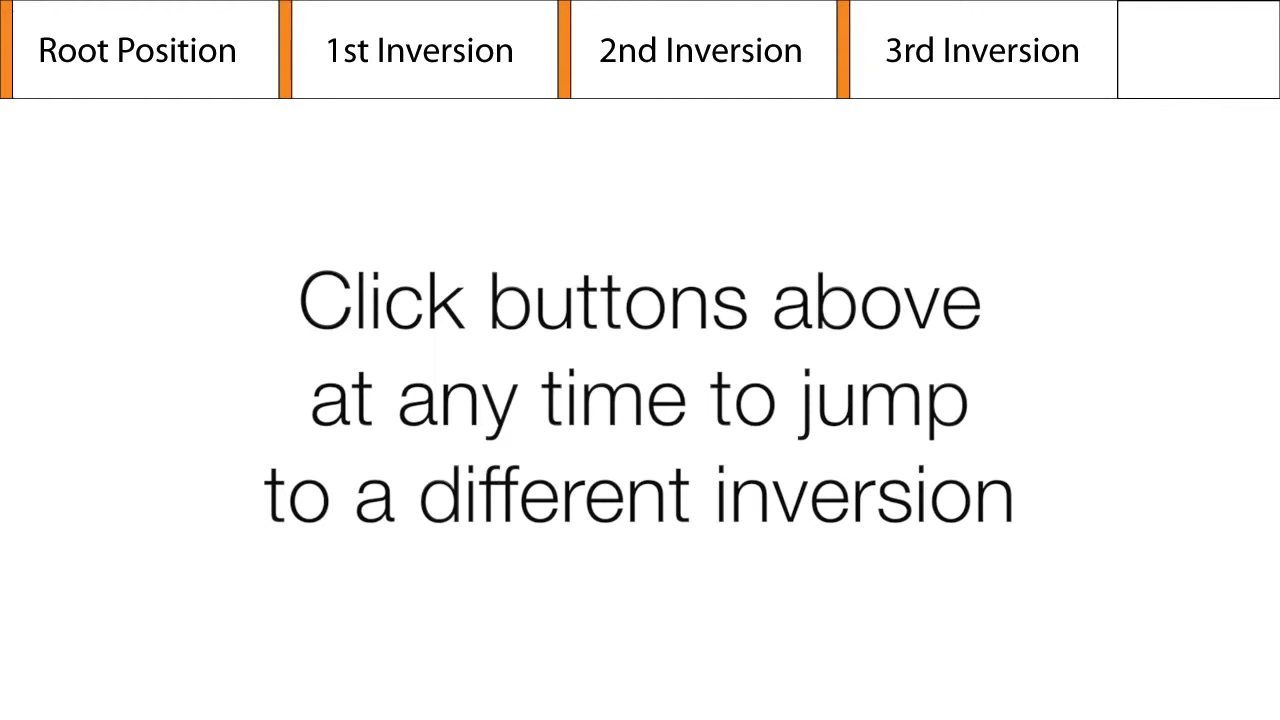 Root Position
1st Inversion
2nd Inversion
3rd Inversion
Click buttons above
at any time to jump
to a different inversion